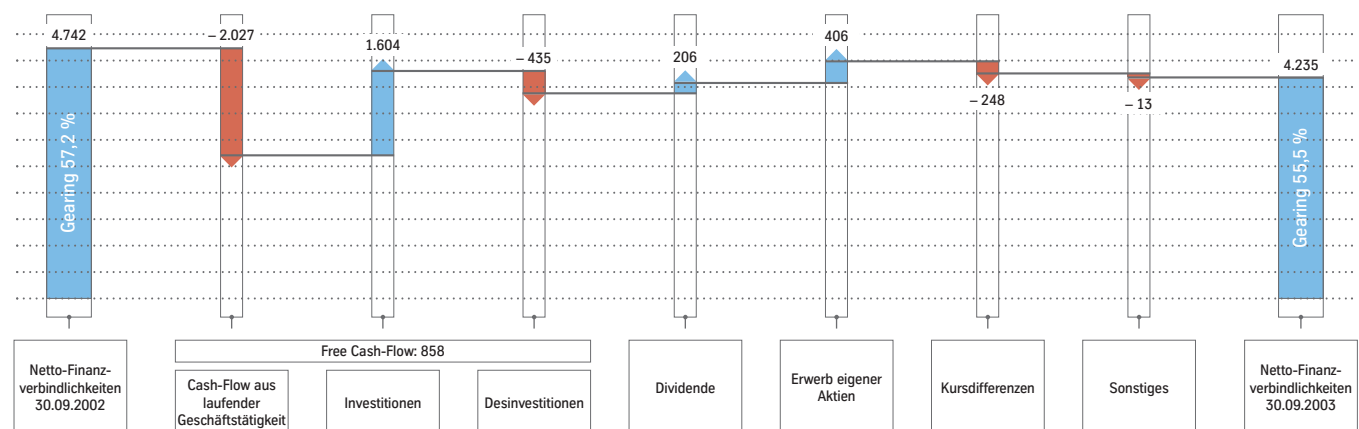 4.742
– 2.027
1.604
– 435
206
406
– 248
– 13
4.235
Gearing 57,2 %
Gearing 55,5 %
Netto-Finanz-
verbindlichkeiten
30.09.2002
Free Cash-Flow: 858
Cash-Flow aus
laufender
Geschäftstätigkeit
Investitionen
Desinvestitionen
Dividende
Erwerb eigener
Aktien
Kursdifferenzen
Sonstiges
Netto-Finanz-
verbindlichkeiten
30.09.2003